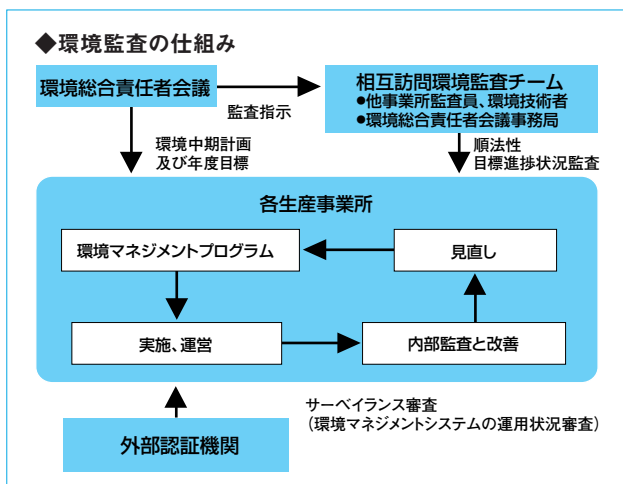 ◆環境監査の仕組み
環境総合責任者会議
監査指示
相互訪問環境監査チーム
●他事業所監査員、環境技術者
●環境総合責任者会議事務局
環境中期計画
及び年度目標
順法性
目標進捗状況監査
各生産事業所
環境マネジメントプログラム
見直し
実施、運営
内部監査と改善
サーベイランス審査
(環境マネジメントシステムの運用状況審査)
外部認証機関